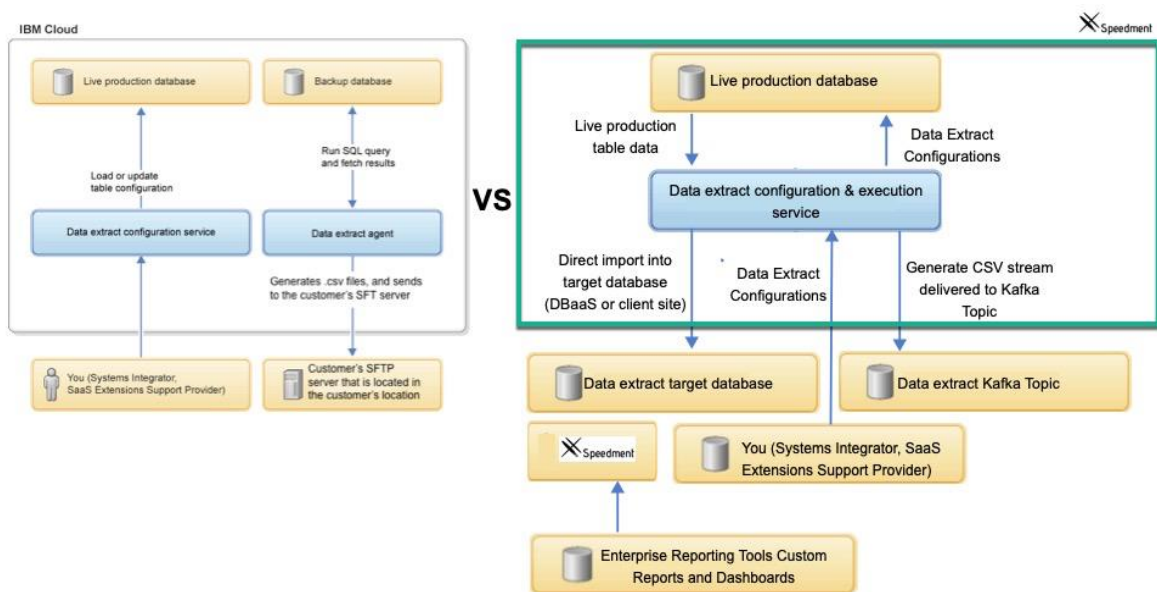 IBM Cloud
Live production database
Backup database
Load or update
table configuration
Run SQL query
and fetch results
Data extract configuration service
Data extract agent
Generates .csv files, and sends
to the customer's SFT server
You (Systems Integrator,
SaaS Extensions Support Provider)
Customer's SFTP
server that is located in
the customer's location
VS
Speedment
Live production database
Live production
table data
Data Extract
Configurations
Data extract configuration & execution
service
Direct import into
target database
(DBaaS or client site)
Data Extract
Configurations
Generate CSV stream
delivered to Kafka
Topic
Data extract target database
Data extract Kafka Topic
Speedment
You (Systems Integrator, SaaS
Extensions Support Provider)
Enterprise Reporting Tools Custom
Reports and Dashboards